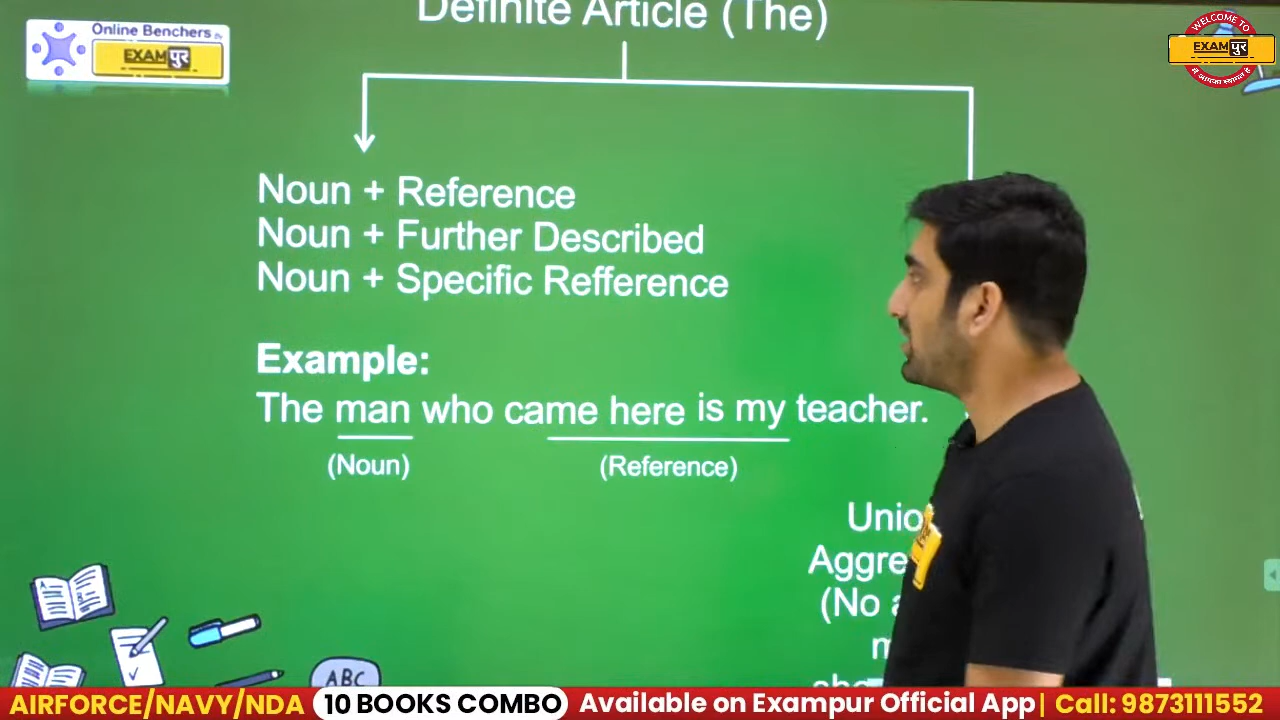 Definite Article (The)
Online Benchers
EXAMपुर
WELCOME TO
EXAMपुर
में आपका स्वागत है
Noun + Reference
Noun + Further Described
Noun + Specific Refference
Example:
The man who came here is my teacher.
(Noun)
(Reference)
Unio
Aggre
(No
ABC
AIRFORCE/NAVY/NDA 10 BOOKS COMBO Available on Exampur Official App| Call: 9873111552